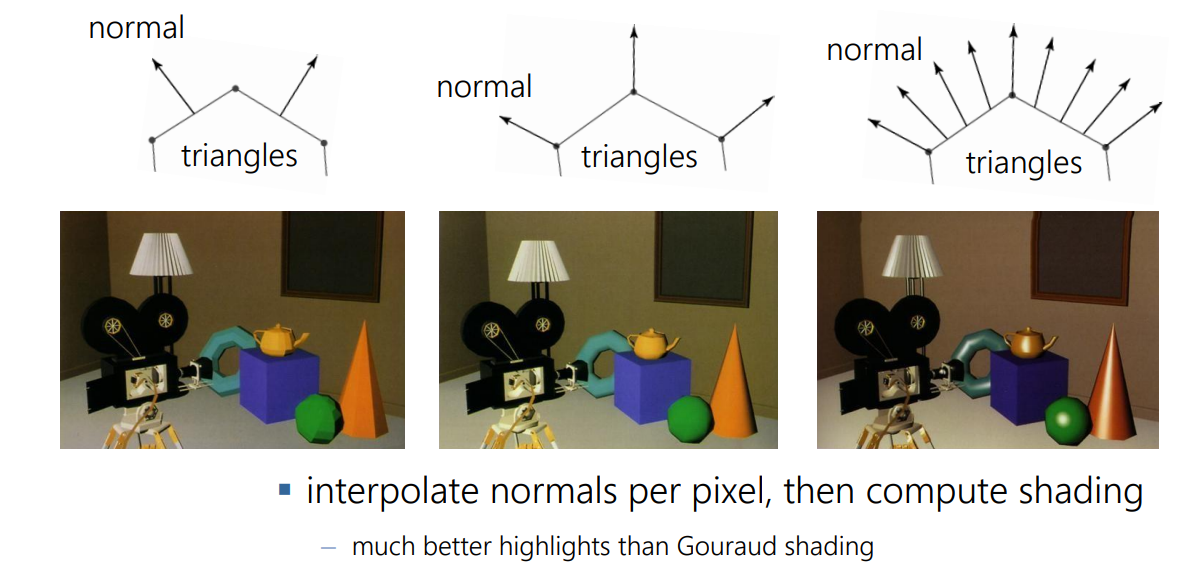 normal
normal
normal
triangles
triangles
triangles
interpolate normals per pixel, then compute shading
– much better highlights than Gouraud shading